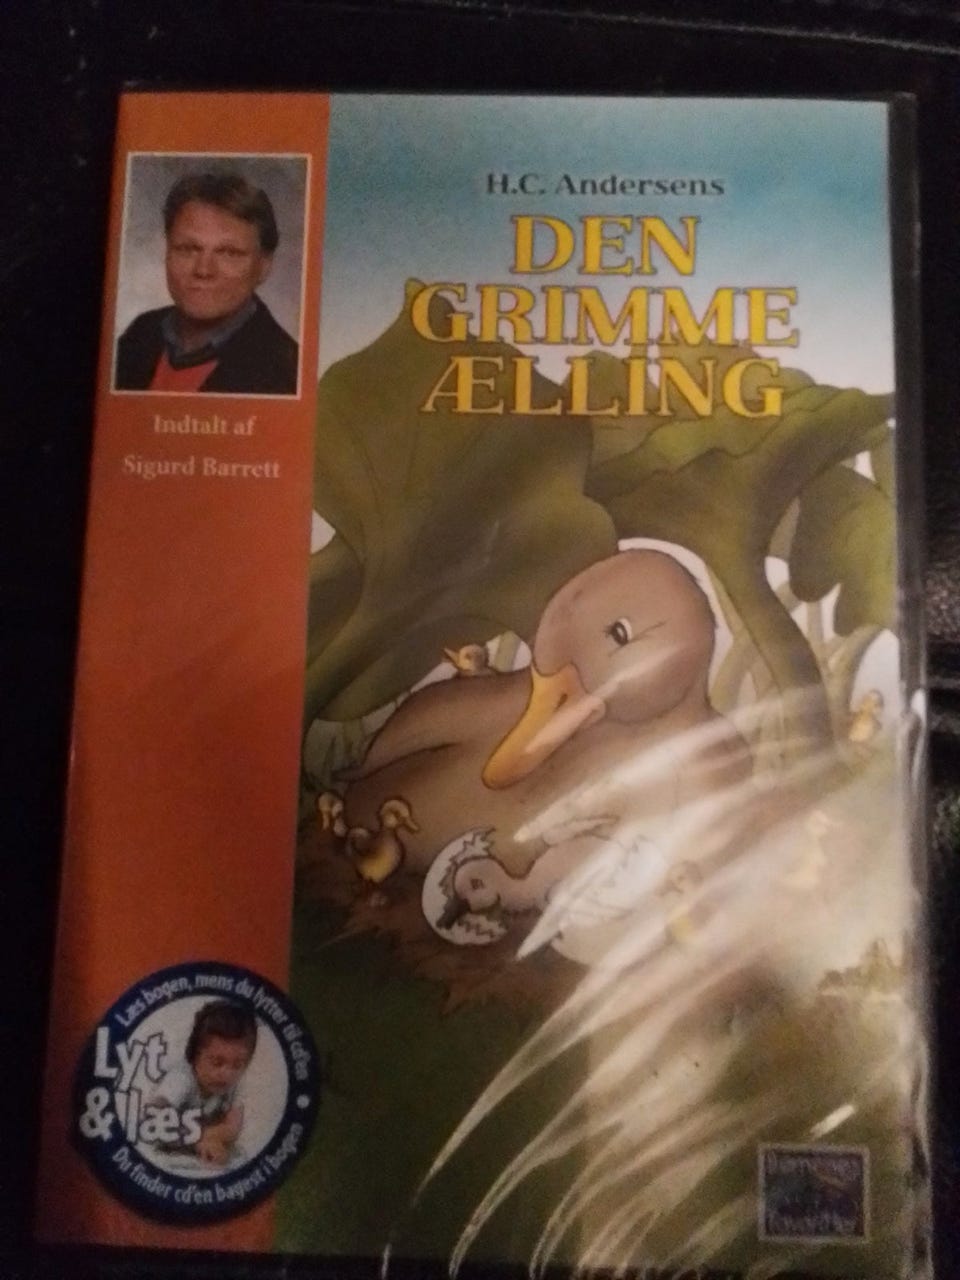 H.C. Andersens
DEN
GRIMME
ÆLLING
Indtalt af
Sigurd Barrett
Læs bogen, mens du lytter til cd'en
Lyt
& læs
Du finder cd'en bagest i bogen
favoritter